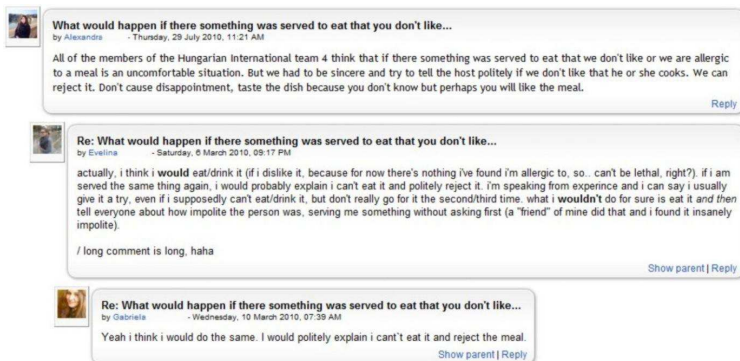 What would happen if there something was served to eat that you don't like...
by Alexandra - Thursday, 29 July 2010, 11:21 AM
All of the members of the Hungarian International team 4 think that if there something was served to eat that we don't like or we are allergic
to a meal is an uncomfortable situation. But we had to be sincere and try to tell the host politely if we don't like that he or she cooks. We can
reject it. Don't cause disappointment, taste the dish because you don't know but perhaps you will like the meal.
Reply
Re: What would happen if there something was served to eat that you don't like...
by Evelina - Saturday, 6 March 2010, 09:17 PM
actually, i think i would eat/drink it (if i dislike it, because for now there's nothing i've found i'm allergic to, so.. can't be lethal, right?). if i am
served the same thing again, i would probably explain i can't eat it and politely reject it. i'm speaking from experince and i can say i usually
give it a try, even if i supposedly can't eat/drink it, but don't really go for it the second/third time. what i wouldn't do for sure is eat it and then
tell everyone about how impolite the person was, serving me something without asking first (a "friend" of mine did that and i found it insanely
impolite).
/ long comment is long, haha
Show parent | Reply
Re: What would happen if there something was served to eat that you don't like...
by Gabriela - Wednesday, 10 March 2010, 07:39 AM
Yeah i think i would do the same. I would politely explain i cant`t eat it and reject the meal.
Show parent | Reply